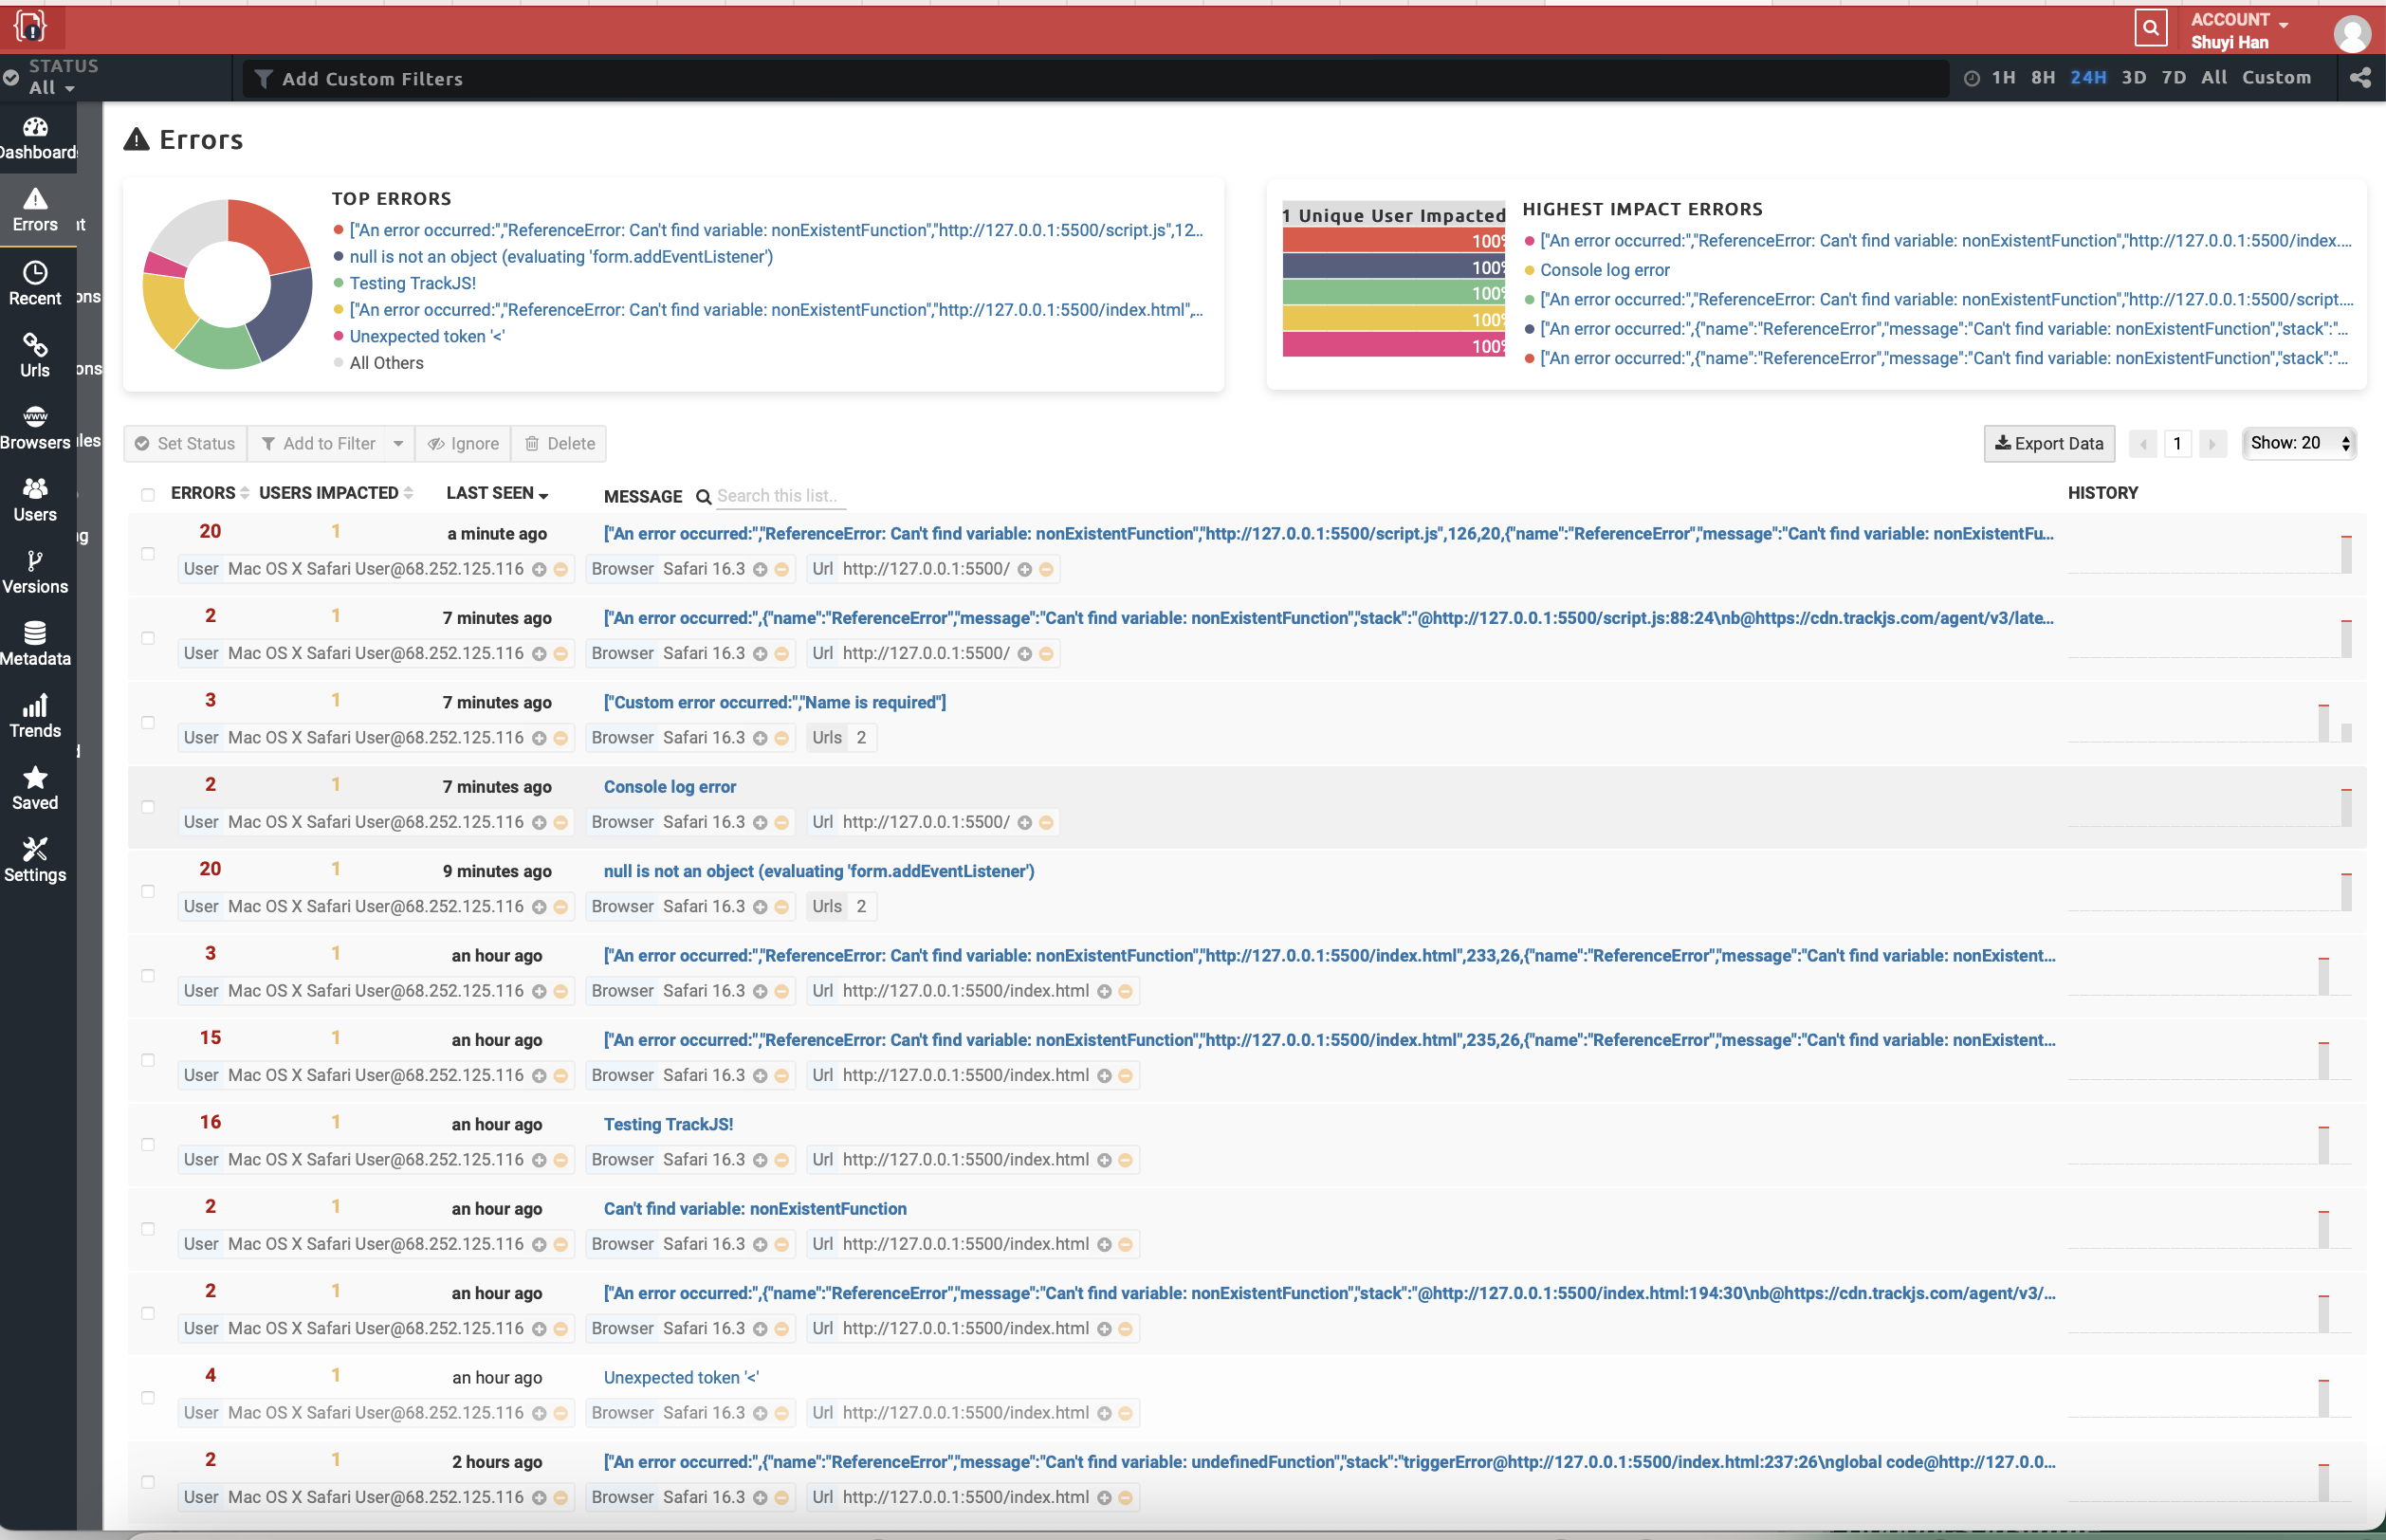 ACCOUNT
Shuyi Han
STATUS
All
Add Custom Filters
1H 8H 24H 3D 7D All Custom
Dashboard
Errors
Recent
Urls
Browsers
Users
Versions
Metadata
Trends
Saved
Settings
Errors
TOP ERRORS
["An error occurred:","ReferenceError: Can't find variable: nonExistentFunction","http://127.0.0.1:5500/script.js",12...
null is not an object (evaluating 'form.addEventListener')
Testing TrackJS!
["An error occurred:","ReferenceError: Can't find variable: nonExistentFunction","http://127.0.0.1:5500/index.html",...
Unexpected token '<'
All Others
1 Unique User Impacted
100%
100%
100%
100%
100%
HIGHEST IMPACT ERRORS
["An error occurred:","ReferenceError: Can't find variable: nonExistentFunction","http://127.0.0.1:5500/index....
Console log error
["An error occurred:","ReferenceError: Can't find variable: nonExistentFunction","http://127.0.0.1:5500/script....
["An error occurred:",{"name":"ReferenceError","message":"Can't find variable: nonExistentFunction","stack":"...
["An error occurred:",{"name":"ReferenceError","message":"Can't find variable: nonExistentFunction","stack":"...
Set Status Add to Filter Ignore Delete
Export Data 1 Show: 20
ERRORS USERS IMPACTED LAST SEEN MESSAGE Search this list.. HISTORY
20 1 a minute ago ["An error occurred:","ReferenceError: Can't find variable: nonExistentFunction","http://127.0.0.1:5500/script.js",126,20,{"name":"ReferenceError","message":"Can't find variable: nonExistentFu...
User Mac OS X Safari User@68.252.125.116 Browser Safari 16.3 Url http://127.0.0.1:5500/
2 1 7 minutes ago ["An error occurred:",{"name":"ReferenceError","message":"Can't find variable: nonExistentFunction","stack":"@http://127.0.0.1:5500/script.js:88:24\nb@https://cdn.trackjs.com/agent/v3/late...
User Mac OS X Safari User@68.252.125.116 Browser Safari 16.3 Url http://127.0.0.1:5500/
3 1 7 minutes ago ["Custom error occurred:","Name is required"]
User Mac OS X Safari User@68.252.125.116 Browser Safari 16.3 Urls 2
2 1 7 minutes ago Console log error
User Mac OS X Safari User@68.252.125.116 Browser Safari 16.3 Url http://127.0.0.1:5500/
20 1 9 minutes ago null is not an object (evaluating 'form.addEventListener')
User Mac OS X Safari User@68.252.125.116 Browser Safari 16.3 Urls 2
3 1 an hour ago ["An error occurred:","ReferenceError: Can't find variable: nonExistentFunction","http://127.0.0.1:5500/index.html",233,26,{"name":"ReferenceError","message":"Can't find variable: nonExistent...
User Mac OS X Safari User@68.252.125.116 Browser Safari 16.3 Url http://127.0.0.1:5500/index.html
15 1 an hour ago ["An error occurred:","ReferenceError: Can't find variable: nonExistentFunction","http://127.0.0.1:5500/index.html",235,26,{"name":"ReferenceError","message":"Can't find variable: nonExistent...
User Mac OS X Safari User@68.252.125.116 Browser Safari 16.3 Url http://127.0.0.1:5500/index.html
16 1 an hour ago Testing TrackJS!
User Mac OS X Safari User@68.252.125.116 Browser Safari 16.3 Url http://127.0.0.1:5500/index.html
2 1 an hour ago Can't find variable: nonExistentFunction
User Mac OS X Safari User@68.252.125.116 Browser Safari 16.3 Url http://127.0.0.1:5500/index.html
2 1 an hour ago ["An error occurred:",{"name":"ReferenceError","message":"Can't find variable: nonExistentFunction","stack":"@http://127.0.0.1:5500/index.html:194:30\nb@https://cdn.trackjs.com/agent/v3/...
User Mac OS X Safari User@68.252.125.116 Browser Safari 16.3 Url http://127.0.0.1:5500/index.html
4 1 an hour ago Unexpected token '<'
User Mac OS X Safari User@68.252.125.116 Browser Safari 16.3 Url http://127.0.0.1:5500/index.html
2 1 2 hours ago ["An error occurred:",{"name":"ReferenceError","message":"Can't find variable: undefinedFunction","stack":"triggerError@http://127.0.0.1:5500/index.html:237:26\nglobal code@http://127.0.0...
User Mac OS X Safari User@68.252.125.116 Browser Safari 16.3 Url http://127.0.0.1:5500/index.html